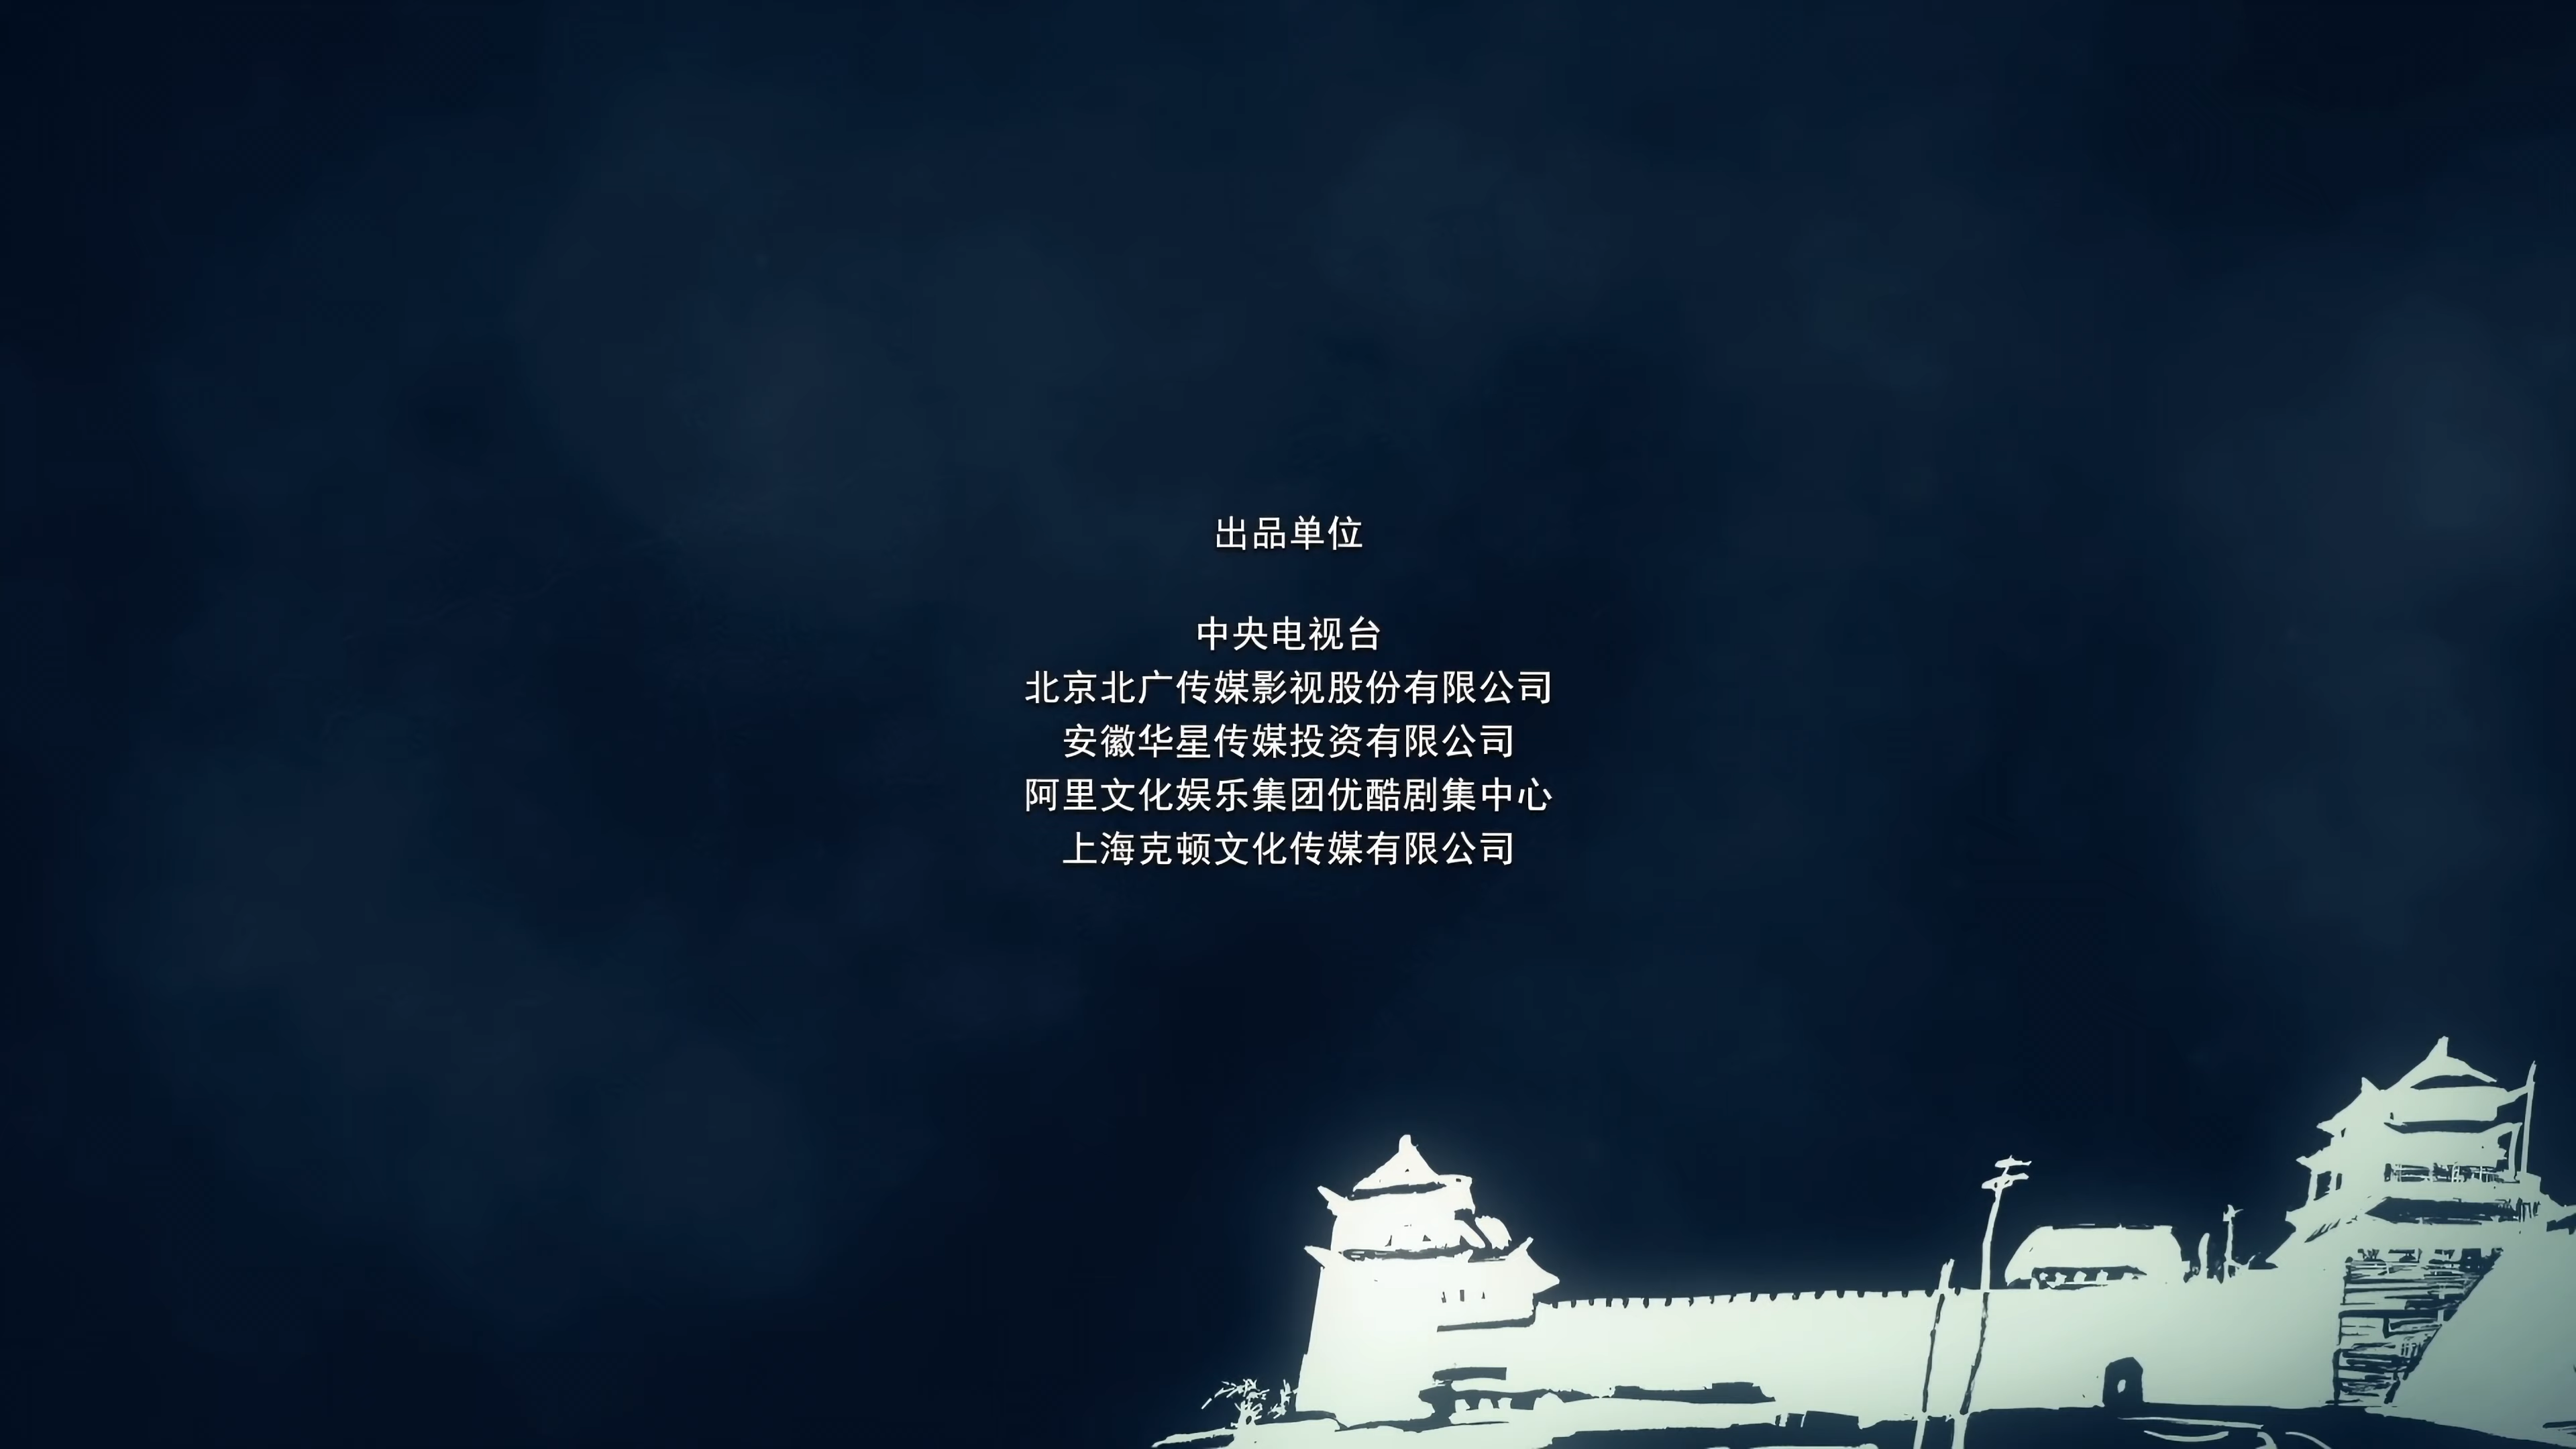 出品单位
中央电视台
北京北广传媒影视股份有限公司
安徽华星传媒投资有限公司
阿里文化娱乐集团优酷剧集中心
上海克顿文化传媒有限公司